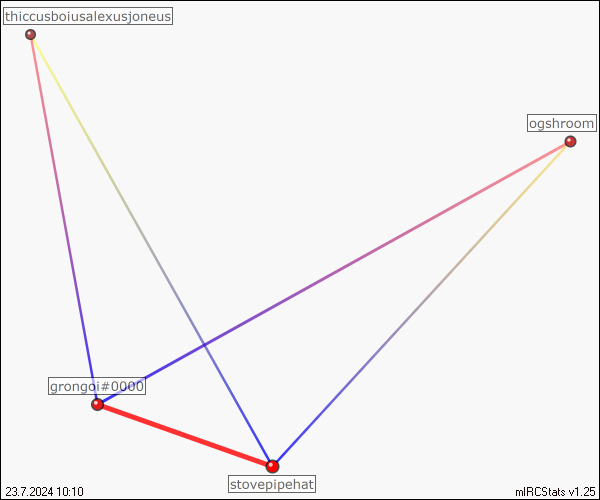 thiccusboiusalexusjoneus
ogshroom
grongoi#0000
stovepipehat
23.7.2024 10:10
mIRCStats v1.25